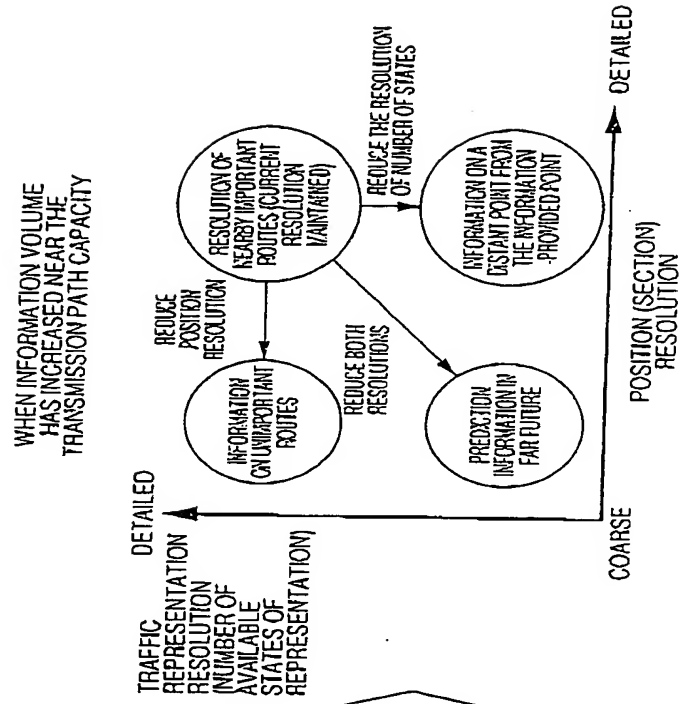 WHEN INFORMATION VOLUME
HAS INCREASED NEAR THE
TRANSMISSION PATH CAPACITY
TRAFFIC
REPRESENTATION
RESOLUTION
(NUMBER OF
AVAILABLE
STATES OF
REPRESENTATION)
DETAILED
INFORMATION
ON UNIMPORTANT
ROUTES
REDUCE
POSITION
RESOLUTION
RESOLUTION OF
NEARBY IMPORTANT
ROUTES (CURRENT
RESOLUTION
MAINTAINED)
REDUCE BOTH
RESOLUTIONS
REDUCE THE RESOLUTION
OF NUMBER OF STATES
PREDICTION
INFORMATION IN
FAR FUTURE
INFORMATION ON A
DISTANT POINT FROM
THE INFORMATION
-PROVIDED POINT
COARSE
POSITION (SECTION)
RESOLUTION
DETAILED